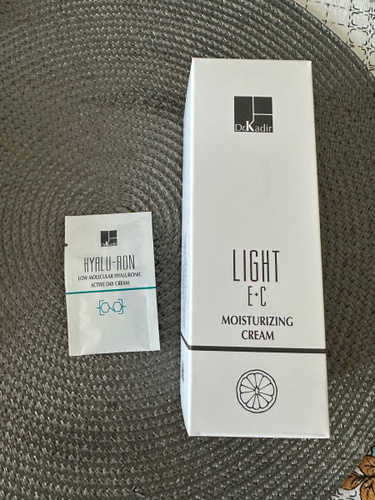 Dr.Kadir
HYALU-RON
LOW MOLECULAR HYALURONIC
ACTIVE DAY CREAM
Dr.Kadir
LIGHT
E+C
MOISTURIZING
CREAM